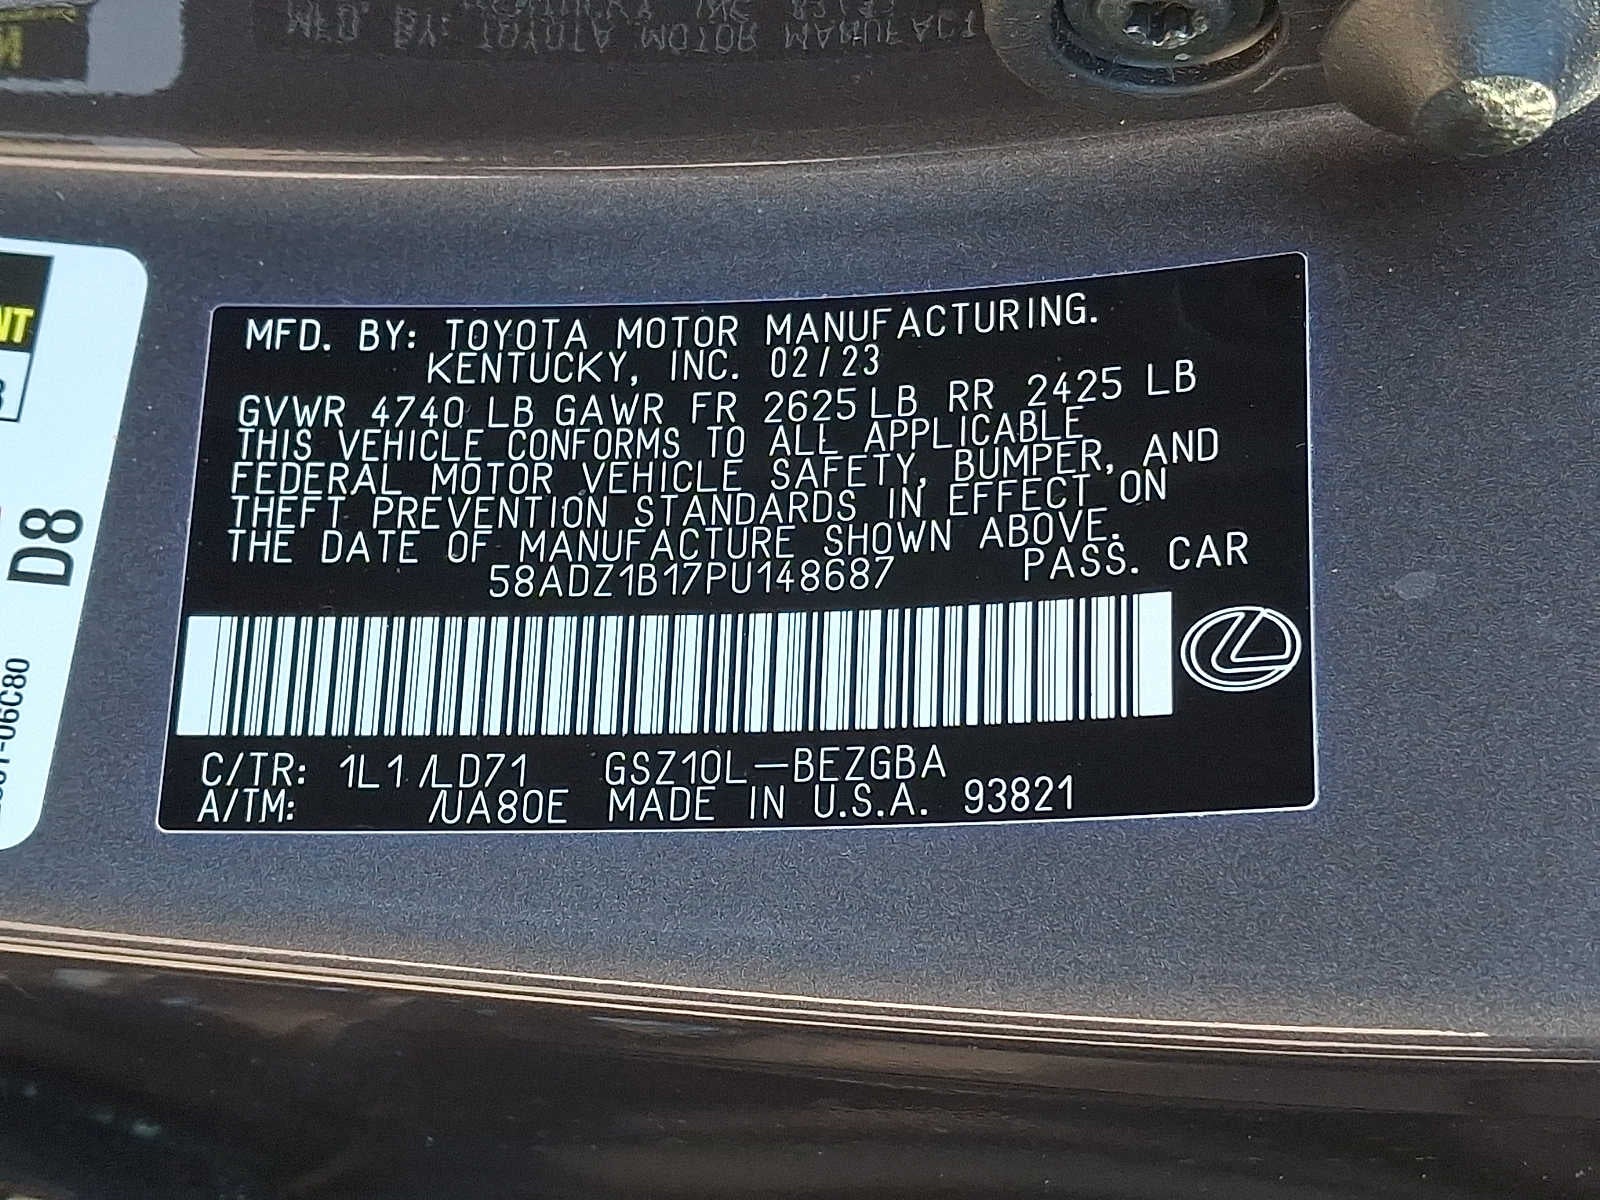 MFD. BY: TOYOTA MOTOR MANUFACTURING.
KENTUCKY, INC. 02/23
GVWR 4740 LB GAWR FR 2625 LB RR 2425 LB
THIS VEHICLE CONFORMS TO ALL APPLICABLE
FEDERAL MOTOR VEHICLE SAFETY, BUMPER, AND
THEFT PREVENTION STANDARDS IN EFFECT ON
THE DATE OF MANUFACTURE SHOWN ABOVE.
58ADZ1B17PU148687 PASS. CAR
C/TR: 1L1 /LD71 GSZ10L-BEZGBA
A/TM: /UA80E MADE IN U.S.A. 93821
D8